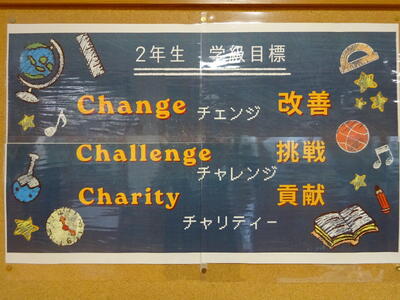 2年生 学級目標
Change チェンジ 改善
Challenge チャレンジ 挑戦
Charity チャリティー 貢献